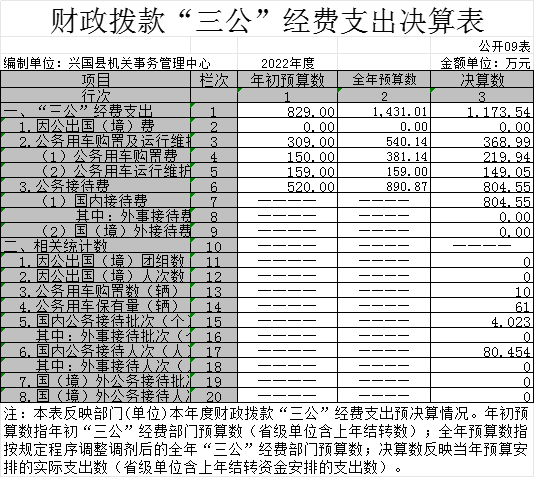 财政拨款“三公”经费支出决算表
公开09表
编制单位：兴国县机关事务管理中心 2022年度 金额单位：万元
项目 栏次 年初预算数 全年预算数 决算数
行次 1 2 3
一、“三公”经费支出 1 829.00 1,431.01 1,173.54
1.因公出国（境）费 2 0.00 0.00 0.00
2.公务用车购置及运行维护 3 309.00 540.14 368.99
（1）公务用车购置费 4 150.00 381.14 219.94
（2）公务用车运行维护 5 159.00 159.00 149.05
3.公务接待费 6 520.00 890.87 804.55
（1）国内接待费 7 ———— ———— 804.55
其中：外事接待费 8 ———— ———— 0.00
（2）国（境）外接待费 9 ———— ———— 0.00
二、相关统计数 10 ———— ———— ————
1.因公出国（境）团组数 11 ———— ———— 0
2.因公出国（境）人次数 12 ———— ———— 0
3.公务用车购置数（辆） 13 ———— ———— 10
4.公务用车保有量（辆） 14 ———— ———— 61
5.国内公务接待批次（个 15 ———— ———— 4,023
其中：外事接待批次（ 16 ———— ———— 0
6.国内公务接待人次（人 17 ———— ———— 80,454
其中：外事接待人次（ 18 ———— ———— 0
7.国（境）外公务接待批 19 ———— ———— 0
8.国（境）外公务接待人 20 ———— ———— 0
注：本表反映部门(单位)本年度财政拨款“三公”经费支出预决算情况。年初预
算数指年初“三公”经费部门预算数（省级单位含上年结转数）；全年预算数指
按规定程序调整调剂后的全年“三公”经费部门预算数；决算数反映当年预算安
排的实际支出数（省级单位含上年结转资金安排的支出数）。